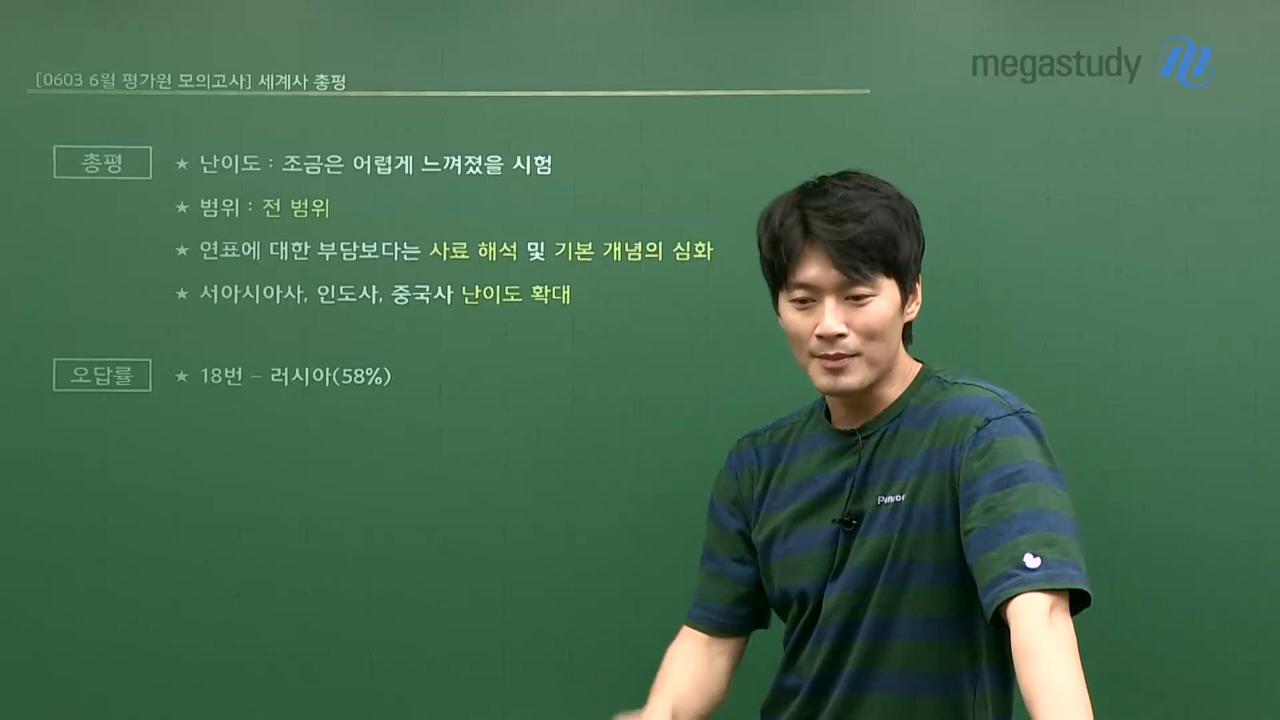 megastudy
[0603 6월 평가원 모의고사] 세계사 총평
총평 ★ 난이도 : 조금은 어렵게 느껴졌을 시험
★ 범위 : 전 범위
★ 연표에 대한 부담보다는 사료 해석 및 기본 개념의 심화
★ 서아시아사, 인도사, 중국사 난이도 확대
오답률 ★ 18번 – 러시아(58%)